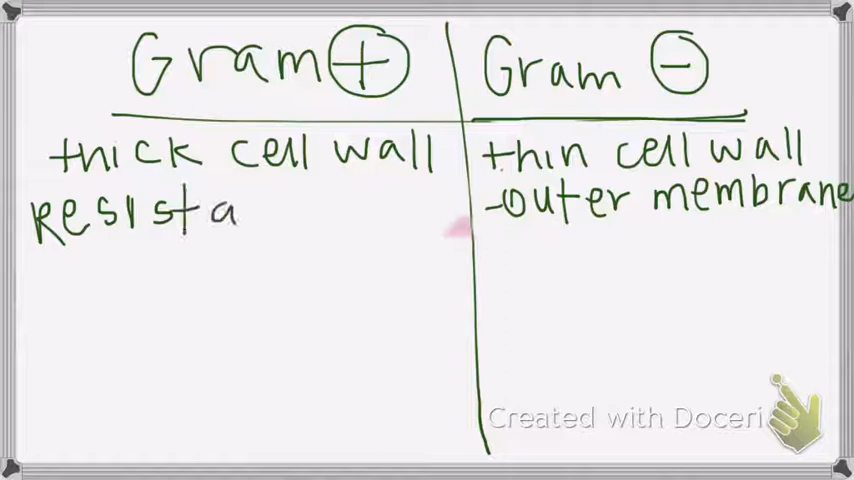 Gram +
thick cell wall
Resista
Gram -
thin cell wall
-outer membrane
Created with Doceri